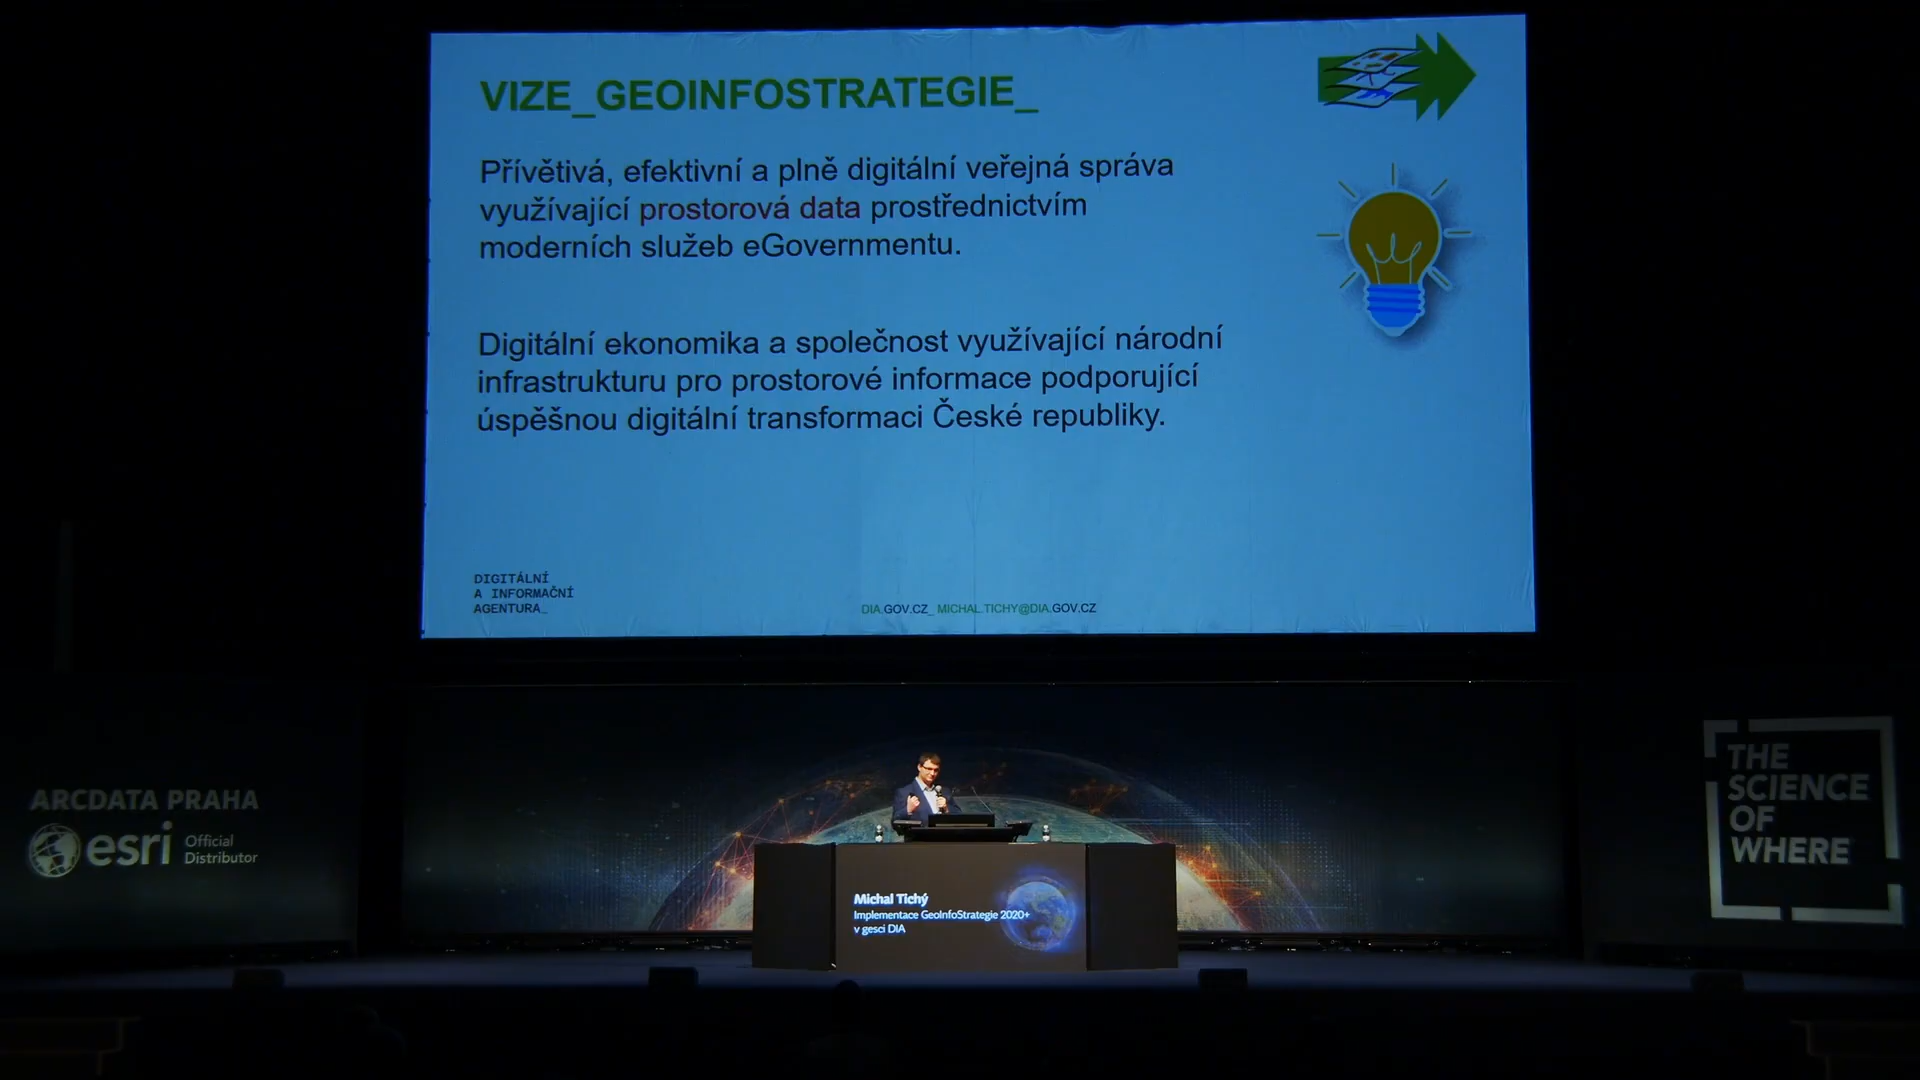 VIZE_GEOINFOSTRATEGIE_
Přívětivá, efektivní a plně digitální veřejná správa
využívající prostorová data prostřednictvím
moderních služeb eGovernmentu.
Digitální ekonomika a společnost využívající národní
infrastrukturu pro prostorové informace podporující
úspěšnou digitální transformaci České republiky.
DIGITÁLNÍ
A INFORMAČNÍ
AGENTURA_
DIA.GOV.CZ_ MICHAL.TICHY@DIA.GOV.CZ
ARCDATA PRAHA
esri Official
Distributor
Michal Tichý
Implementace GeoInfoStrategie 2020+
v gesci DIA
THE
SCIENCE
OF
WHERE